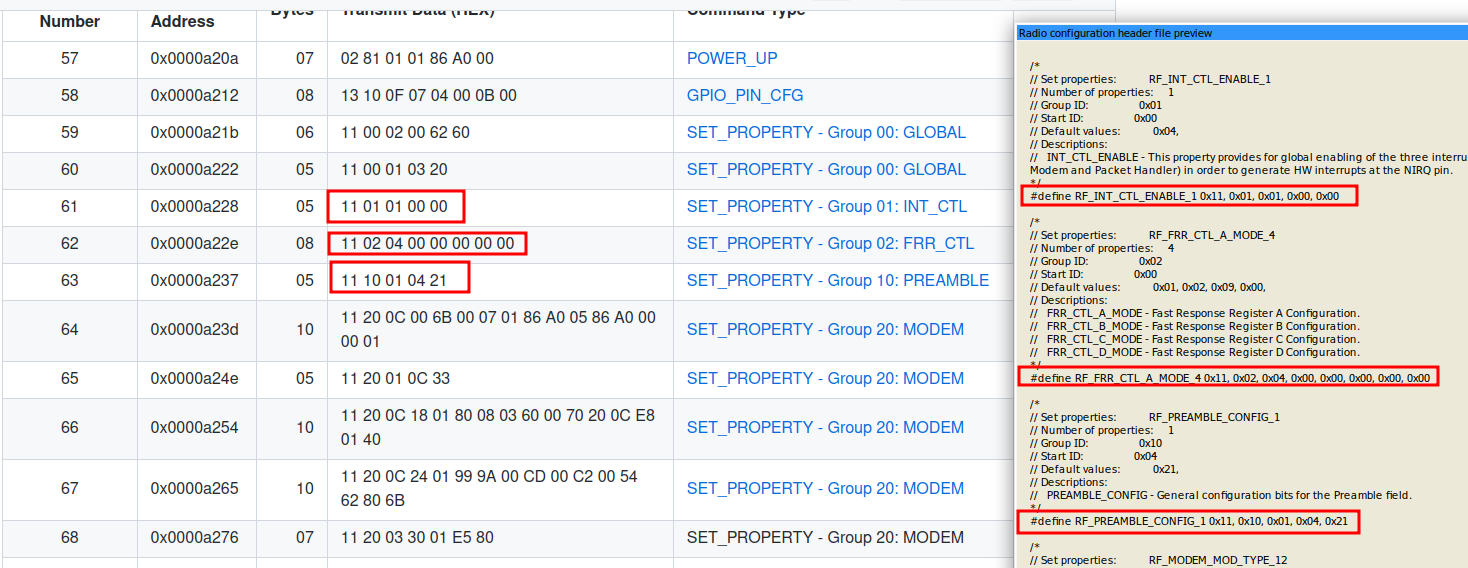 Number Address Bytes Transmit Data (HEX) Command Type
57 0x0000a20a 07 02 81 01 01 86 A0 00 POWER_UP
58 0x0000a212 08 13 10 0F 07 04 00 0B 00 GPIO_PIN_CFG
59 0x0000a21b 06 11 00 02 00 62 60 SET_PROPERTY - Group 00: GLOBAL
60 0x0000a222 05 11 00 01 03 20 SET_PROPERTY - Group 00: GLOBAL
61 0x0000a228 05 11 01 01 00 00 SET_PROPERTY - Group 01: INT_CTL
62 0x0000a22e 08 11 02 04 00 00 00 00 00 SET_PROPERTY - Group 02: FRR_CTL
63 0x0000a237 05 11 10 01 04 21 SET_PROPERTY - Group 10: PREAMBLE
64 0x0000a23d 10 11 20 0C 00 6B 00 07 01 86 A0 05 86 A0 00 SET_PROPERTY - Group 20: MODEM
00 01
65 0x0000a24e 05 11 20 01 0C 33 SET_PROPERTY - Group 20: MODEM
66 0x0000a254 10 11 20 0C 18 01 80 08 03 60 00 70 20 0C E8 SET_PROPERTY - Group 20: MODEM
01 40
67 0x0000a265 10 11 20 0C 24 01 99 9A 00 CD 00 C2 00 54 SET_PROPERTY - Group 20: MODEM
62 80 6B
68 0x0000a276 07 11 20 03 30 01 E5 80 SET_PROPERTY - Group 20: MODEM
Radio configuration header file preview
/*
// Set properties: RF_INT_CTL_ENABLE_1
// Number of properties: 1
// Group ID: 0x01
// Start ID: 0x00
// Default values: 0x04,
// Descriptions:
// INT_CTL_ENABLE - This property provides for global enabling of the three interru
Modem and Packet Handler) in order to generate HW interrupts at the NIRQ pin.
*/
#define RF_INT_CTL_ENABLE_1 0x11, 0x01, 0x01, 0x00, 0x00
/*
// Set properties: RF_FRR_CTL_A_MODE_4
// Number of properties: 4
// Group ID: 0x02
// Start ID: 0x00
// Default values: 0x01, 0x02, 0x09, 0x00,
// Descriptions:
// FRR_CTL_A_MODE - Fast Response Register A Configuration.
// FRR_CTL_B_MODE - Fast Response Register B Configuration.
// FRR_CTL_C_MODE - Fast Response Register C Configuration.
// FRR_CTL_D_MODE - Fast Response Register D Configuration.
*/
#define RF_FRR_CTL_A_MODE_4 0x11, 0x02, 0x04, 0x00, 0x00, 0x00, 0x00, 0x00
/*
// Set properties: RF_PREAMBLE_CONFIG_1
// Number of properties: 1
// Group ID: 0x10
// Start ID: 0x04
// Default values: 0x21,
// Descriptions:
// PREAMBLE_CONFIG - General configuration bits for the Preamble field.
*/
#define RF_PREAMBLE_CONFIG_1 0x11, 0x10, 0x01, 0x04, 0x21
/*
// Set properties: RF_MODEM_MOD_TYPE_12